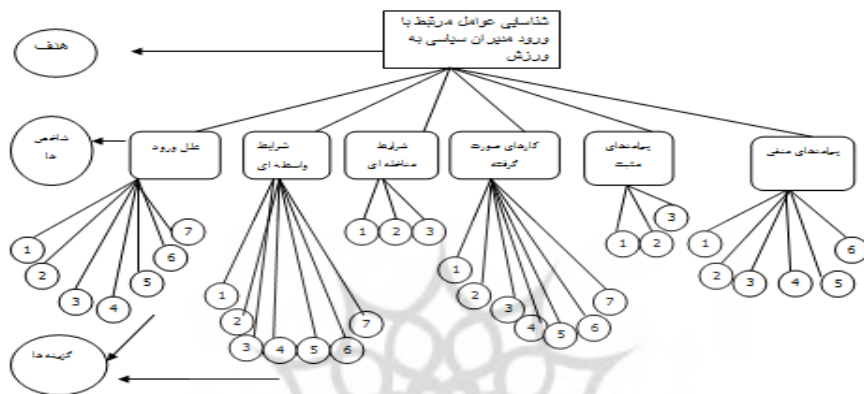 شناسایی عوامل مرتبط با
ورود مدیران سیاسی به
ورزش
هدف
شاخص
ها
علل ورود
شرایط
واسطه ای
شرایط
مداخله ای
کارهای صورت
گرفته
پیامدهای
مثبت
پیامدهای منفی
1
2
3
4
5
6
7
1
2
3
4
5
6
7
1
2
3
1
2
3
4
5
6
7
1
2
3
1
2
3
4
5
6
گزینه ها